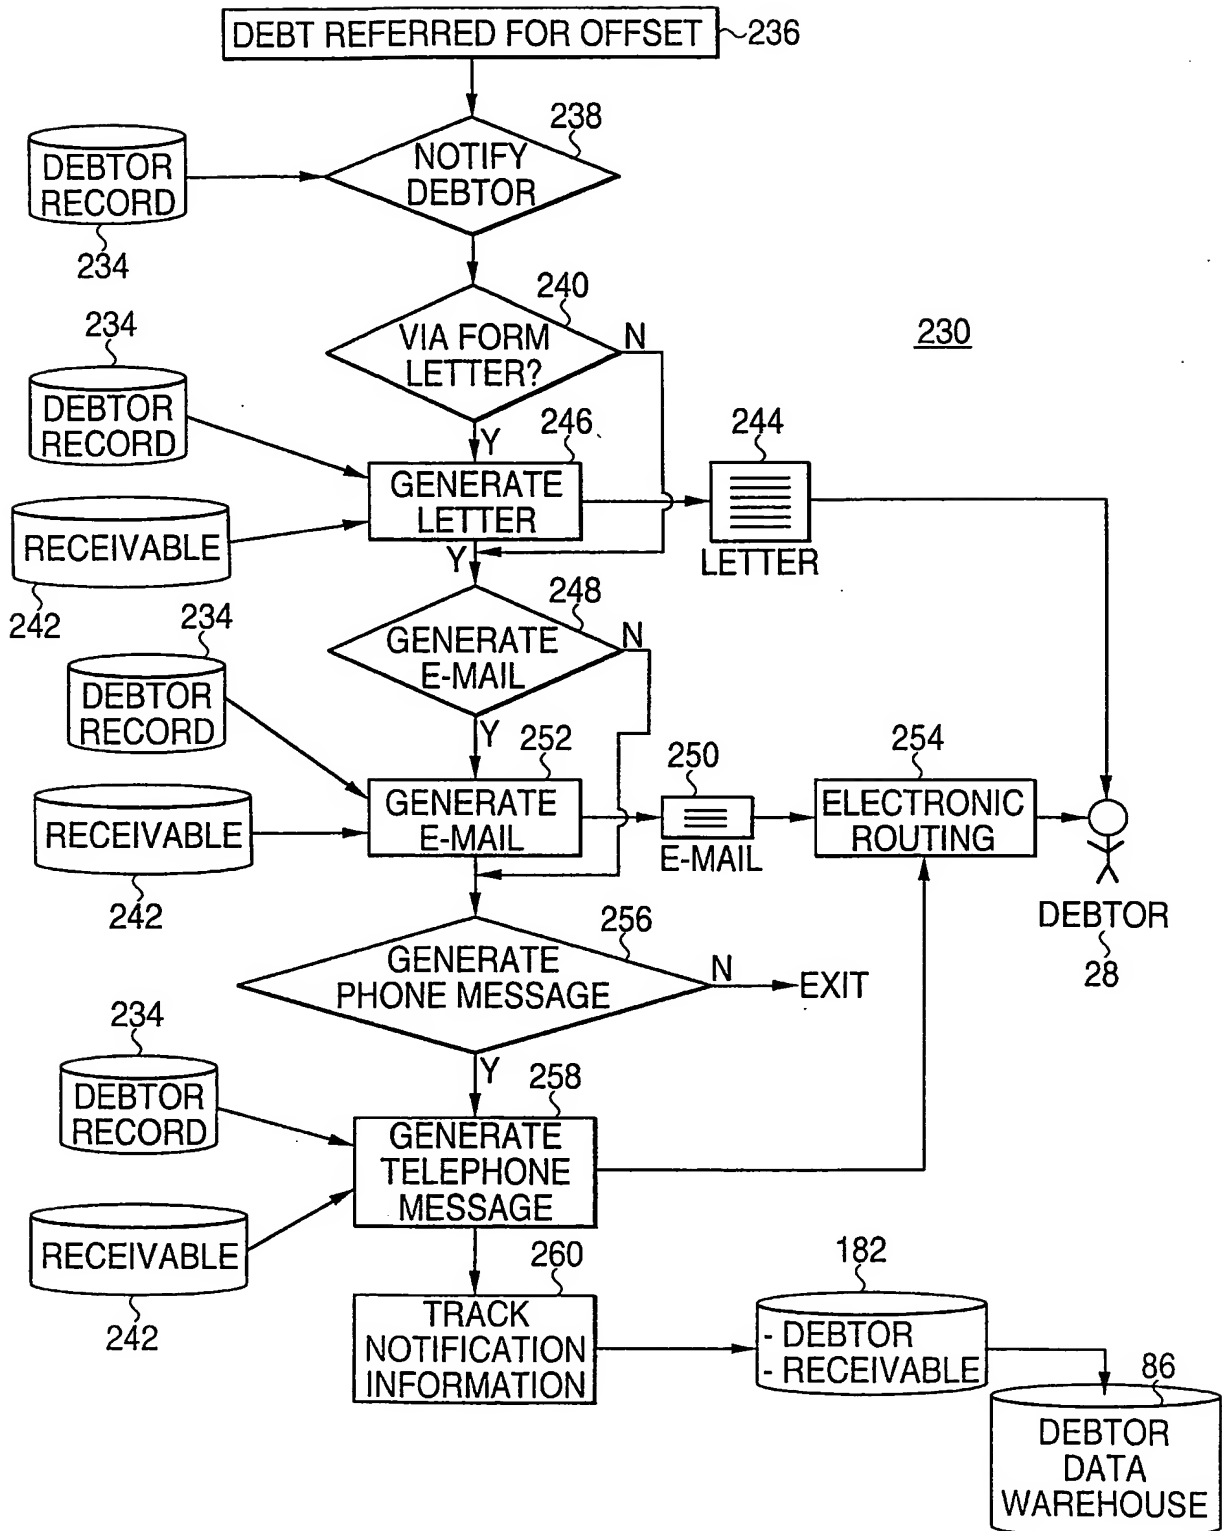 DEBT REFERRED FOR OFFSET
236
238
NOTIFY
DEBTOR
DEBTOR
RECORD
234
240
VIA FORM
LETTER?
N
230
234
DEBTOR
RECORD
Y
246
GENERATE
LETTER
244
LETTER
RECEIVABLE
242
Y
248
GENERATE
E-MAIL
N
234
DEBTOR
RECORD
Y
252
GENERATE
E-MAIL
250
E-MAIL
254
ELECTRONIC
ROUTING
RECEIVABLE
242
DEBTOR
28
256
GENERATE
PHONE MESSAGE
N
EXIT
234
DEBTOR
RECORD
Y
258
GENERATE
TELEPHONE
MESSAGE
RECEIVABLE
242
260
TRACK
NOTIFICATION
INFORMATION
182
- DEBTOR
- RECEIVABLE
86
DEBTOR
DATA
WAREHOUSE